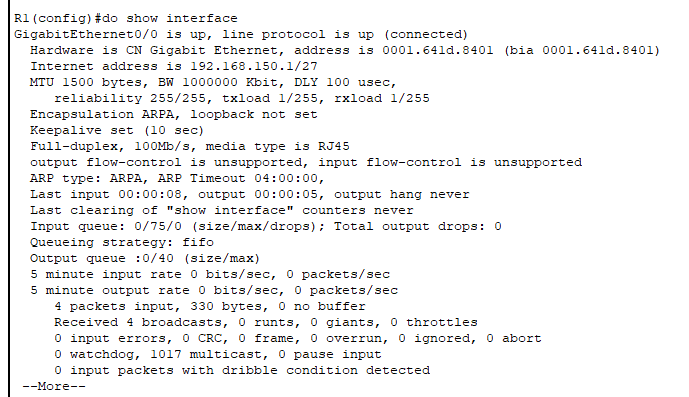 R1(config)#do show interface
GigabitEthernet0/0 is up, line protocol is up (connected)
Hardware is CN Gigabit Ethernet, address is 0001.641d.8401 (bia 0001.641d.8401)
Internet address is 192.168.150.1/27
MTU 1500 bytes, BW 1000000 Kbit, DLY 100 usec,
reliability 255/255, txload 1/255, rxload 1/255
Encapsulation ARPA, loopback not set
Keepalive set (10 sec)
Full-duplex, 100Mb/s, media type is RJ45
output flow-control is unsupported, input flow-control is unsupported
ARP type: ARPA, ARP Timeout 04:00:00,
Last input 00:00:08, output 00:00:05, output hang never
Last clearing of "show interface" counters never
Input queue: 0/75/0 (size/max/drops); Total output drops: 0
Queueing strategy: fifo
Output queue :0/40 (size/max)
5 minute input rate 0 bits/sec, 0 packets/sec
5 minute output rate 0 bits/sec, 0 packets/sec
4 packets input, 330 bytes, 0 no buffer
Received 4 broadcasts, 0 runts, 0 giants, 0 throttles
0 input errors, 0 CRC, 0 frame, 0 overrun, 0 ignored, 0 abort
0 watchdog, 1017 multicast, 0 pause input
0 input packets with dribble condition detected
--More--